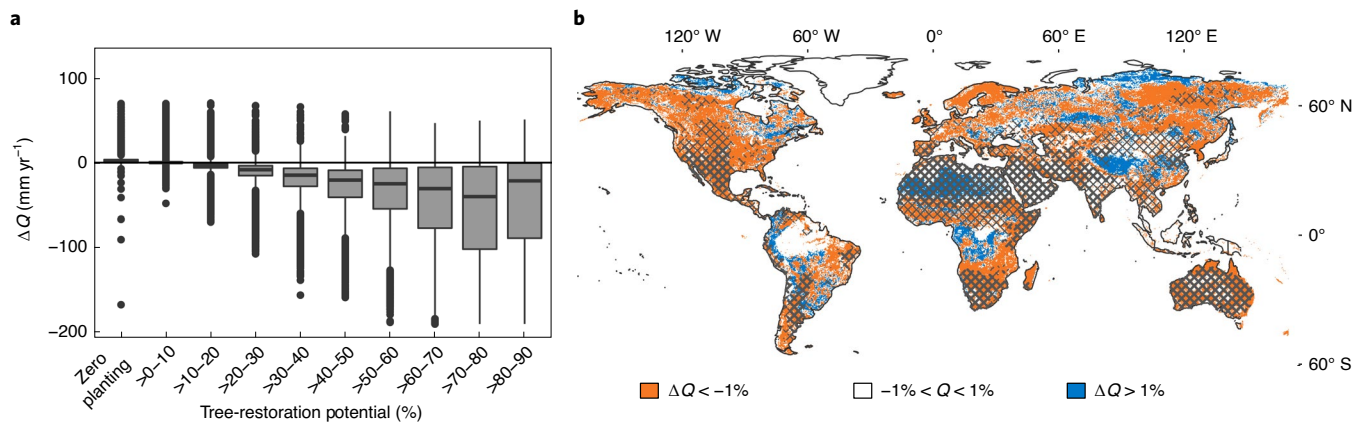 a
100
0
−100
−200
ΔQ (mm yr−1)
Zero planting
>0–10
>10–20
>20–30
>30–40
>40–50
>50–60
>60–70
>70–80
>80–90
Tree-restoration potential (%)
b
120° W 60° W 0° 60° E 120° E
60° N
0°
60° S
ΔQ < −1% −1% < Q < 1% ΔQ > 1%